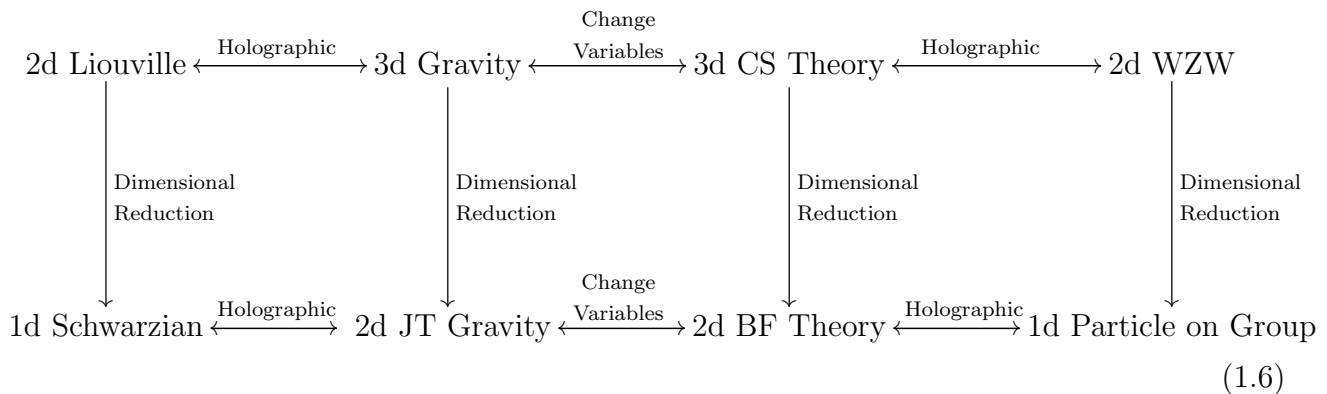 Change
Holographic Variables Holographic
2d Liouville 3d Gravity 3d CS Theory 2d WZW
Dimensional Dimensional Dimensional Dimensional
Reduction Reduction Reduction Reduction
Change
Holographic Variables Holographic
1d Schwarzian 2d JT Gravity 2d BF Theory 1d Particle on Group
(1.6)